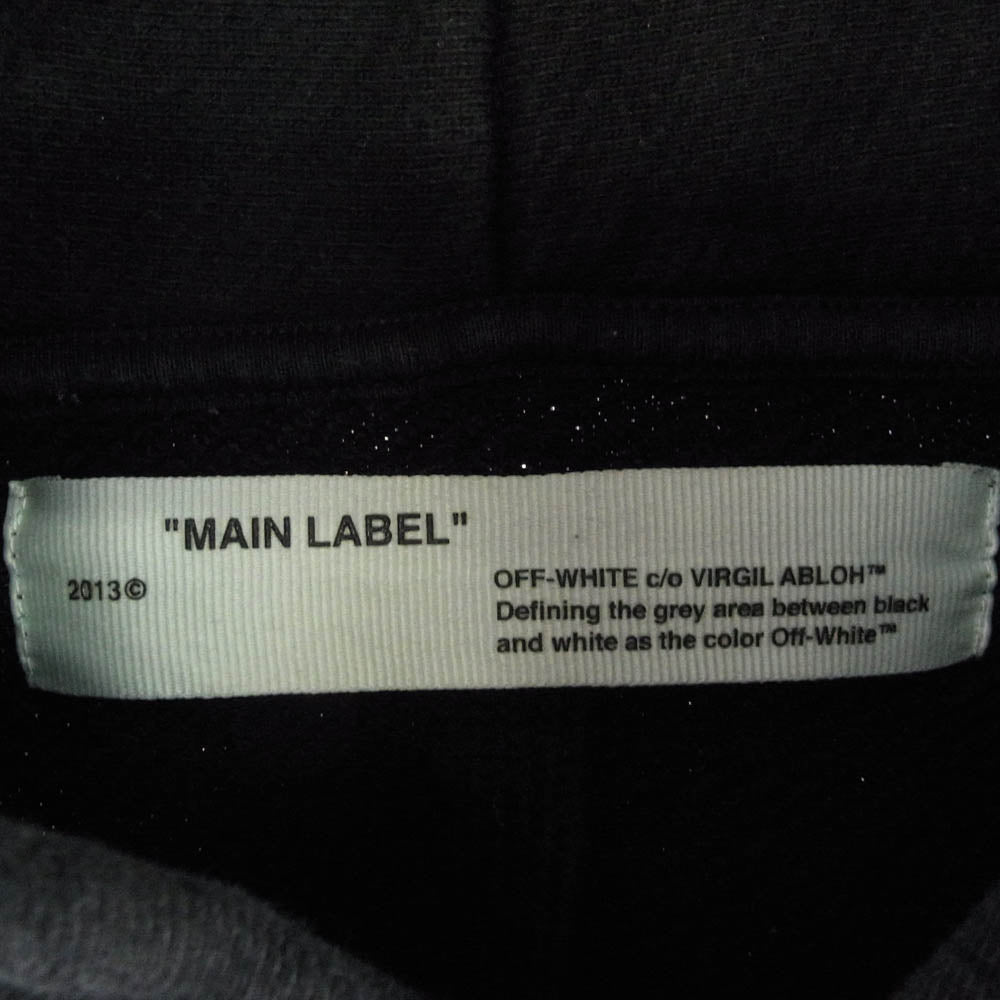 "MAIN LABEL"
2013©
OFF-WHITE c/o VIRGIL ABLOH™
Defining the grey area between black
and white as the color Off-White™